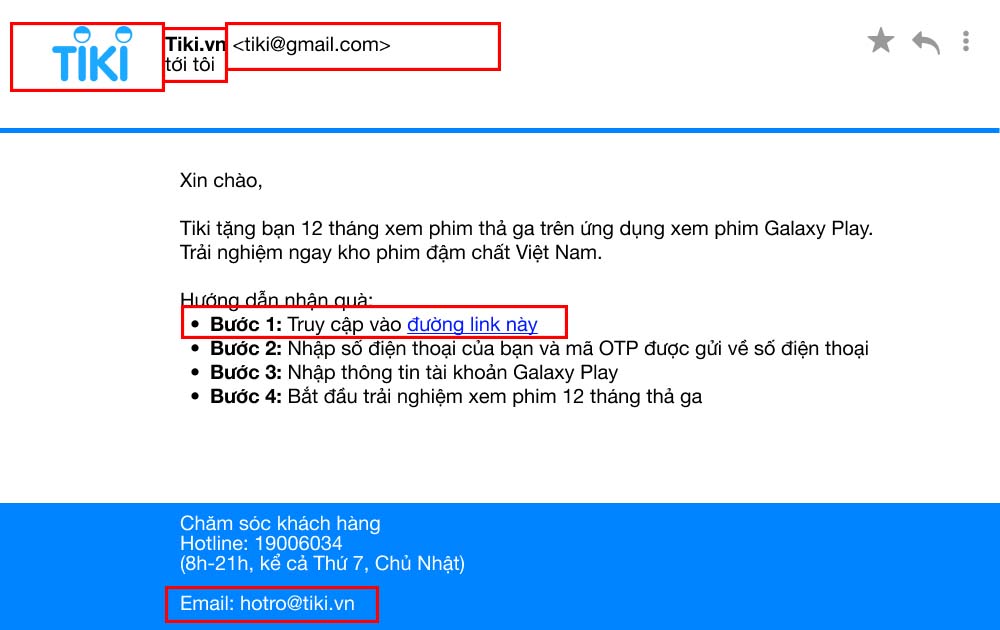 TIKI
Tiki.vn <tiki@gmail.com>
tới tôi
Xin chào,
Tiki tặng bạn 12 tháng xem phim thả ga trên ứng dụng xem phim Galaxy Play.
Trải nghiệm ngay kho phim đậm chất Việt Nam.
Hướng dẫn nhận quà:
• Bước 1: Truy cập vào đường link này
• Bước 2: Nhập số điện thoại của bạn và mã OTP được gửi về số điện thoại
• Bước 3: Nhập thông tin tài khoản Galaxy Play
• Bước 4: Bắt đầu trải nghiệm xem phim 12 tháng thả ga
Chăm sóc khách hàng
Hotline: 19006034
(8h-21h, kể cả Thứ 7, Chủ Nhật)
Email: hotro@tiki.vn